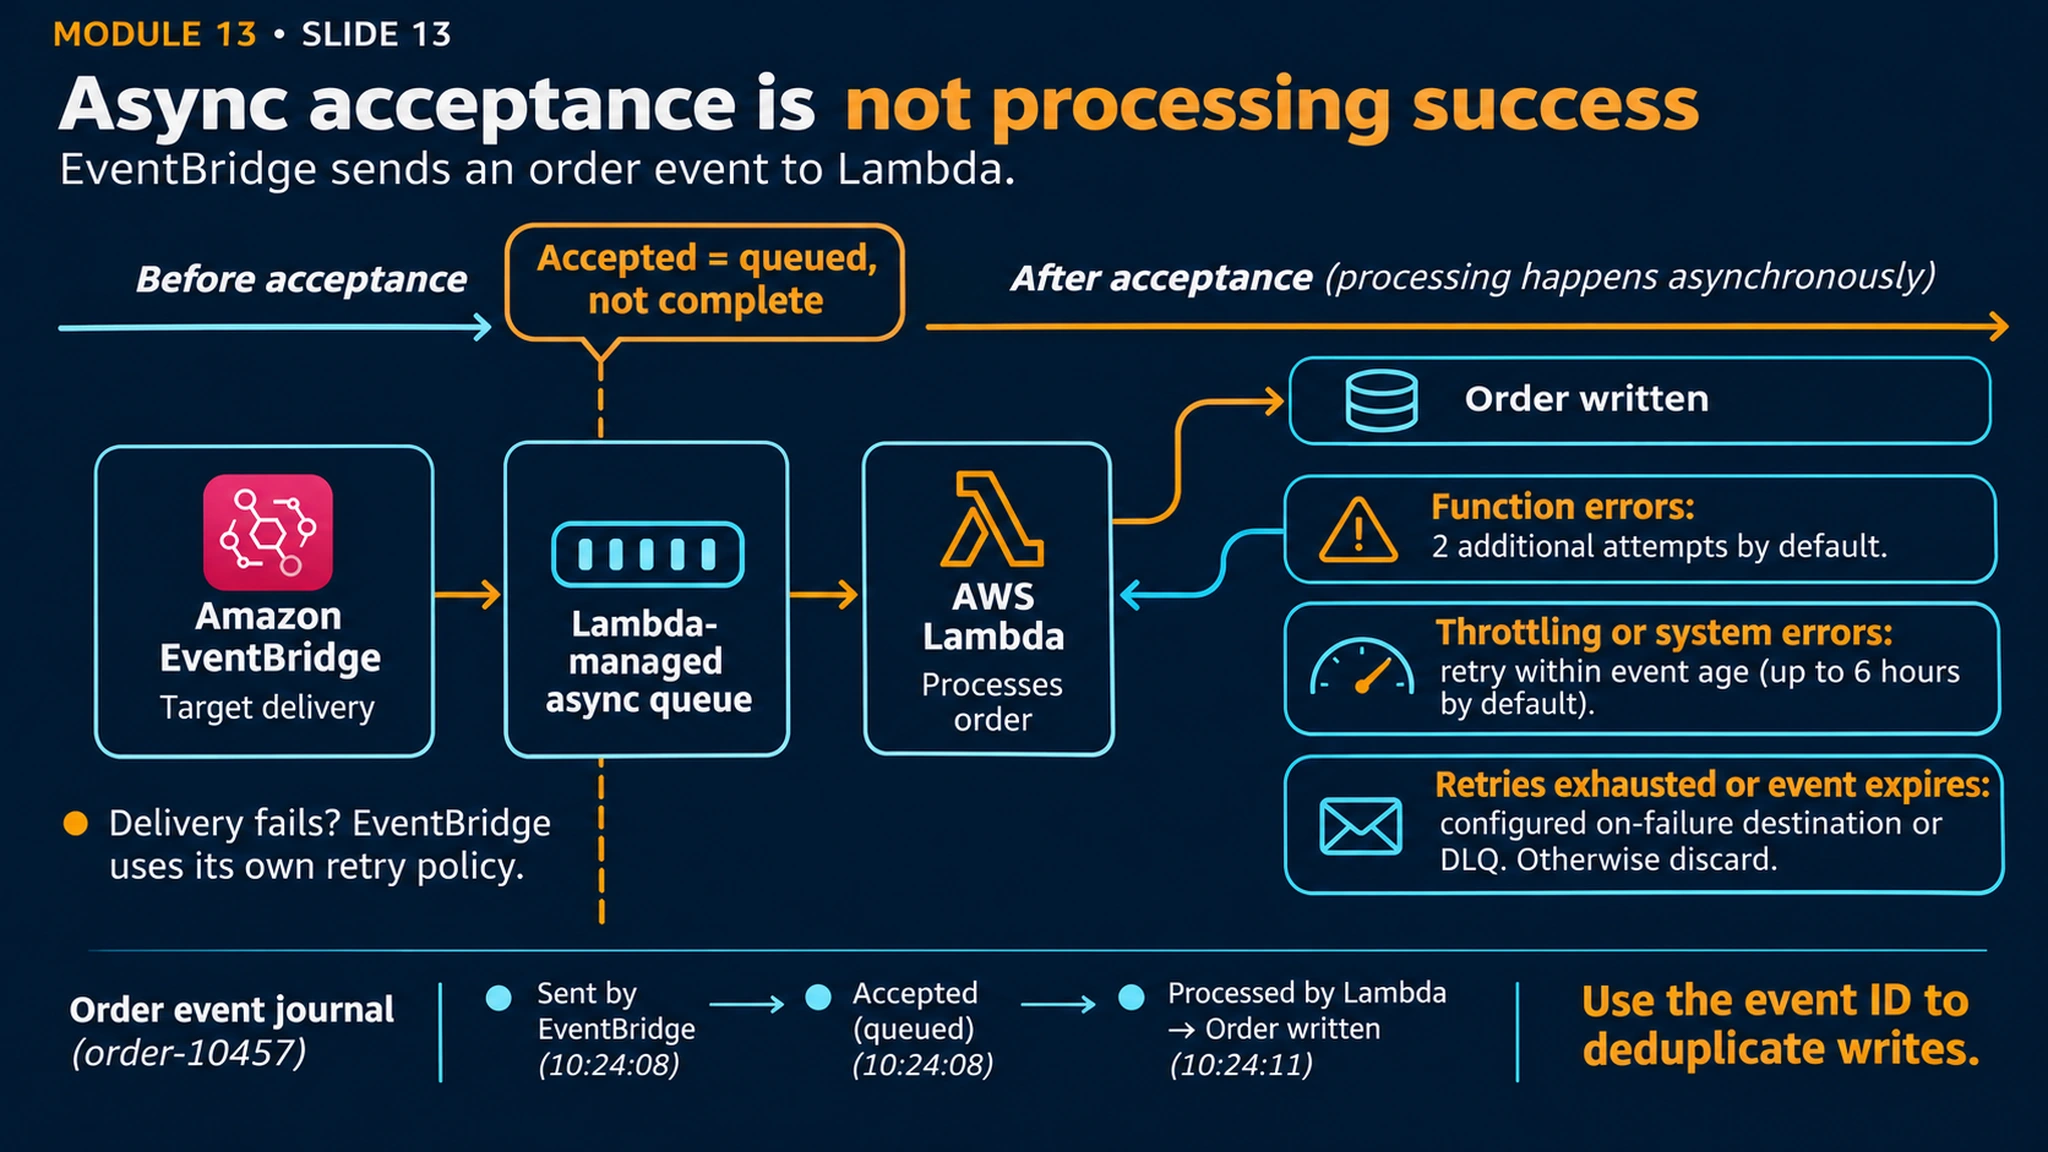 MODULE 13 • SLIDE 13
Async acceptance is not processing success
EventBridge sends an order event to Lambda.
Before acceptance
Accepted = queued,
not complete
After acceptance (processing happens asynchronously)
Amazon
EventBridge
Target delivery
Lambda-
managed
async queue
AWS
Lambda
Processes
order
Order written
Function errors:
2 additional attempts by default.
Throttling or system errors:
retry within event age (up to 6 hours
by default).
Retries exhausted or event expires:
configured on-failure destination or
DLQ. Otherwise discard.
Delivery fails? EventBridge
uses its own retry policy.
Order event journal
(order-10457)
Sent by
EventBridge
(10:24:08)
Accepted
(queued)
(10:24:08)
Processed by Lambda
→ Order written
(10:24:11)
Use the event ID to
deduplicate writes.